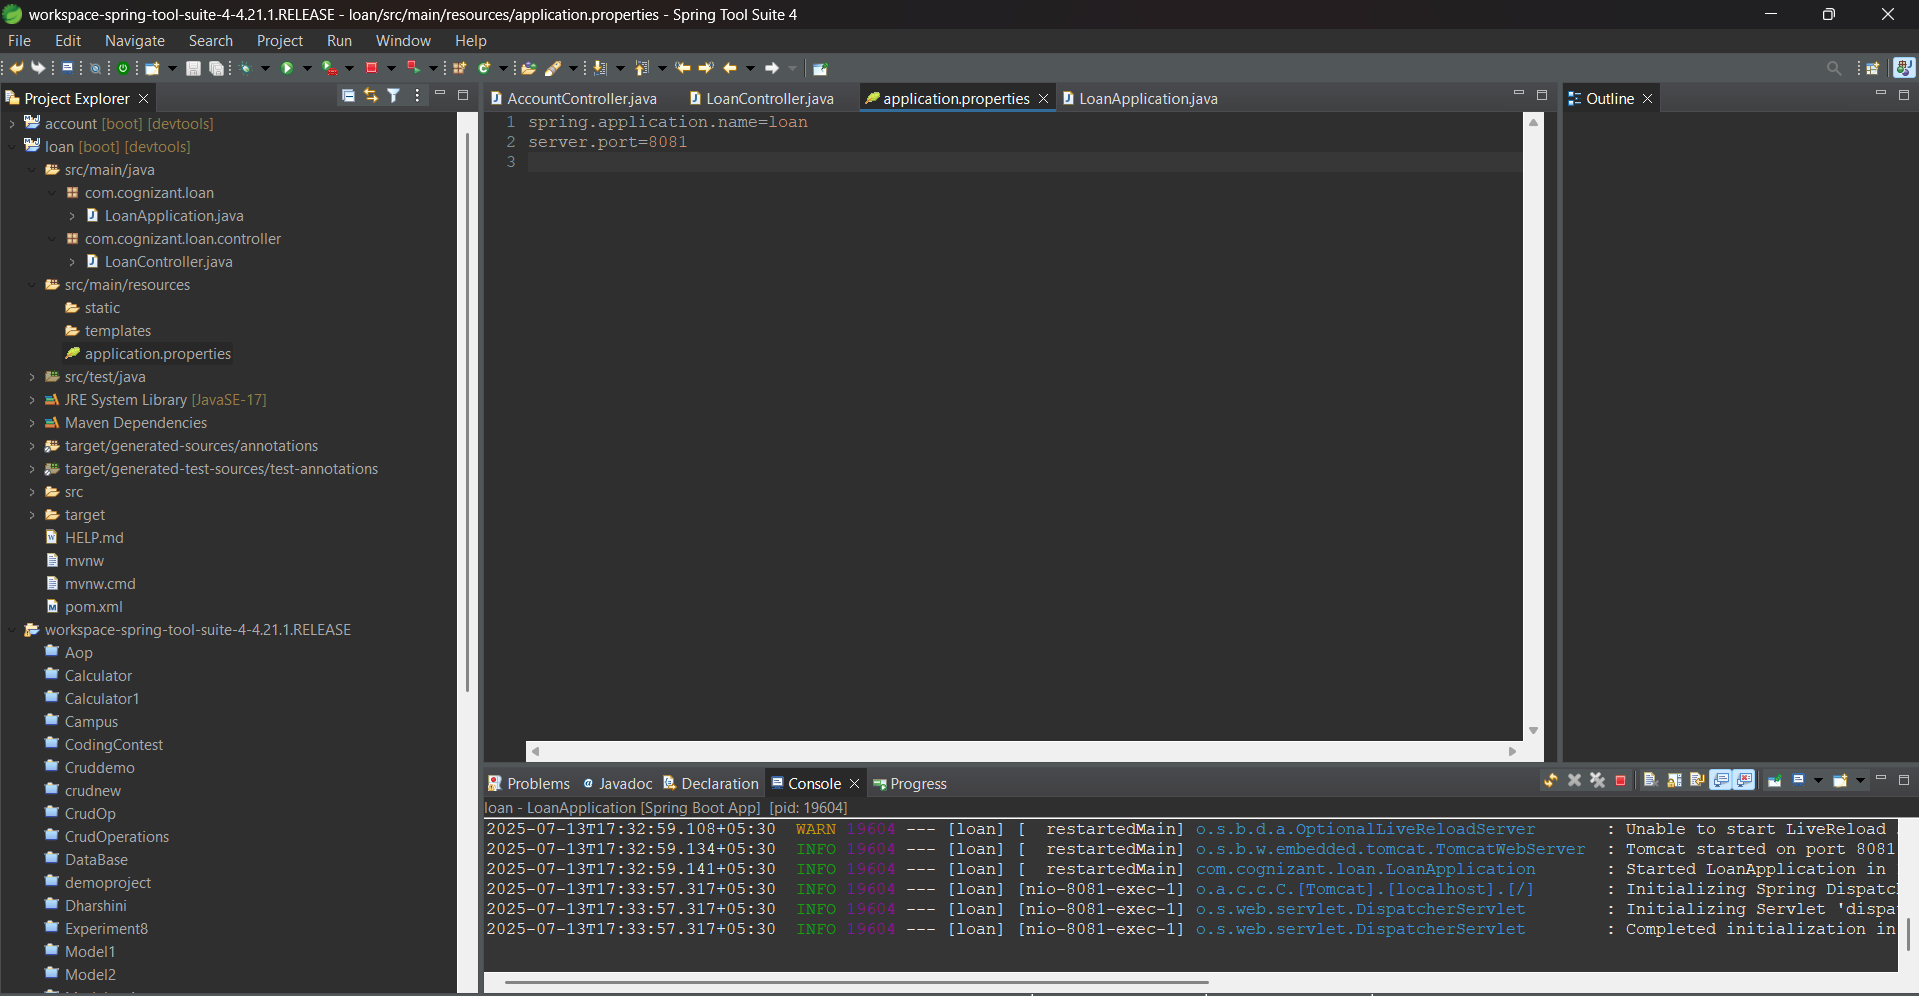 workspace-spring-tool-suite-4-4.21.1.RELEASE - loan/src/main/resources/application.properties - Spring Tool Suite 4
File Edit Navigate Search Project Run Window Help
Project Explorer
AccountController.java LoanController.java application.properties LoanApplication.java
Outline
account [boot] [devtools]
loan [boot] [devtools]
src/main/java
com.cognizant.loan
LoanApplication.java
com.cognizant.loan.controller
LoanController.java
src/main/resources
static
templates
application.properties
src/test/java
JRE System Library [JavaSE-17]
Maven Dependencies
target/generated-sources/annotations
target/generated-test-sources/test-annotations
src
target
HELP.md
mvnw
mvnw.cmd
pom.xml
workspace-spring-tool-suite-4-4.21.1.RELEASE
Aop
Calculator
Calculator1
Campus
CodingContest
Cruddemo
crudnew
CrudOp
CrudOperations
DataBase
demoproject
Dharshini
Experiment8
Model1
Model2
1 spring.application.name=loan
2 server.port=8081
3
Problems Javadoc Declaration Console Progress
loan - LoanApplication [Spring Boot App] [pid: 19604]
2025-07-13T17:32:59.108+05:30 WARN 19604 --- [loan] [ restartedMain] o.s.b.d.a.OptionalLiveReloadServer : Unable to start LiveReload
2025-07-13T17:32:59.134+05:30 INFO 19604 --- [loan] [ restartedMain] o.s.b.w.embedded.tomcat.TomcatWebServer : Tomcat started on port 8081
2025-07-13T17:32:59.141+05:30 INFO 19604 --- [loan] [ restartedMain] com.cognizant.loan.LoanApplication : Started LoanApplication in
2025-07-13T17:33:57.317+05:30 INFO 19604 --- [loan] [nio-8081-exec-1] o.a.c.c.C.[Tomcat].[localhost].[/] : Initializing Spring Dispatc
2025-07-13T17:33:57.317+05:30 INFO 19604 --- [loan] [nio-8081-exec-1] o.s.web.servlet.DispatcherServlet : Initializing Servlet 'dispa
2025-07-13T17:33:57.317+05:30 INFO 19604 --- [loan] [nio-8081-exec-1] o.s.web.servlet.DispatcherServlet : Completed initialization in